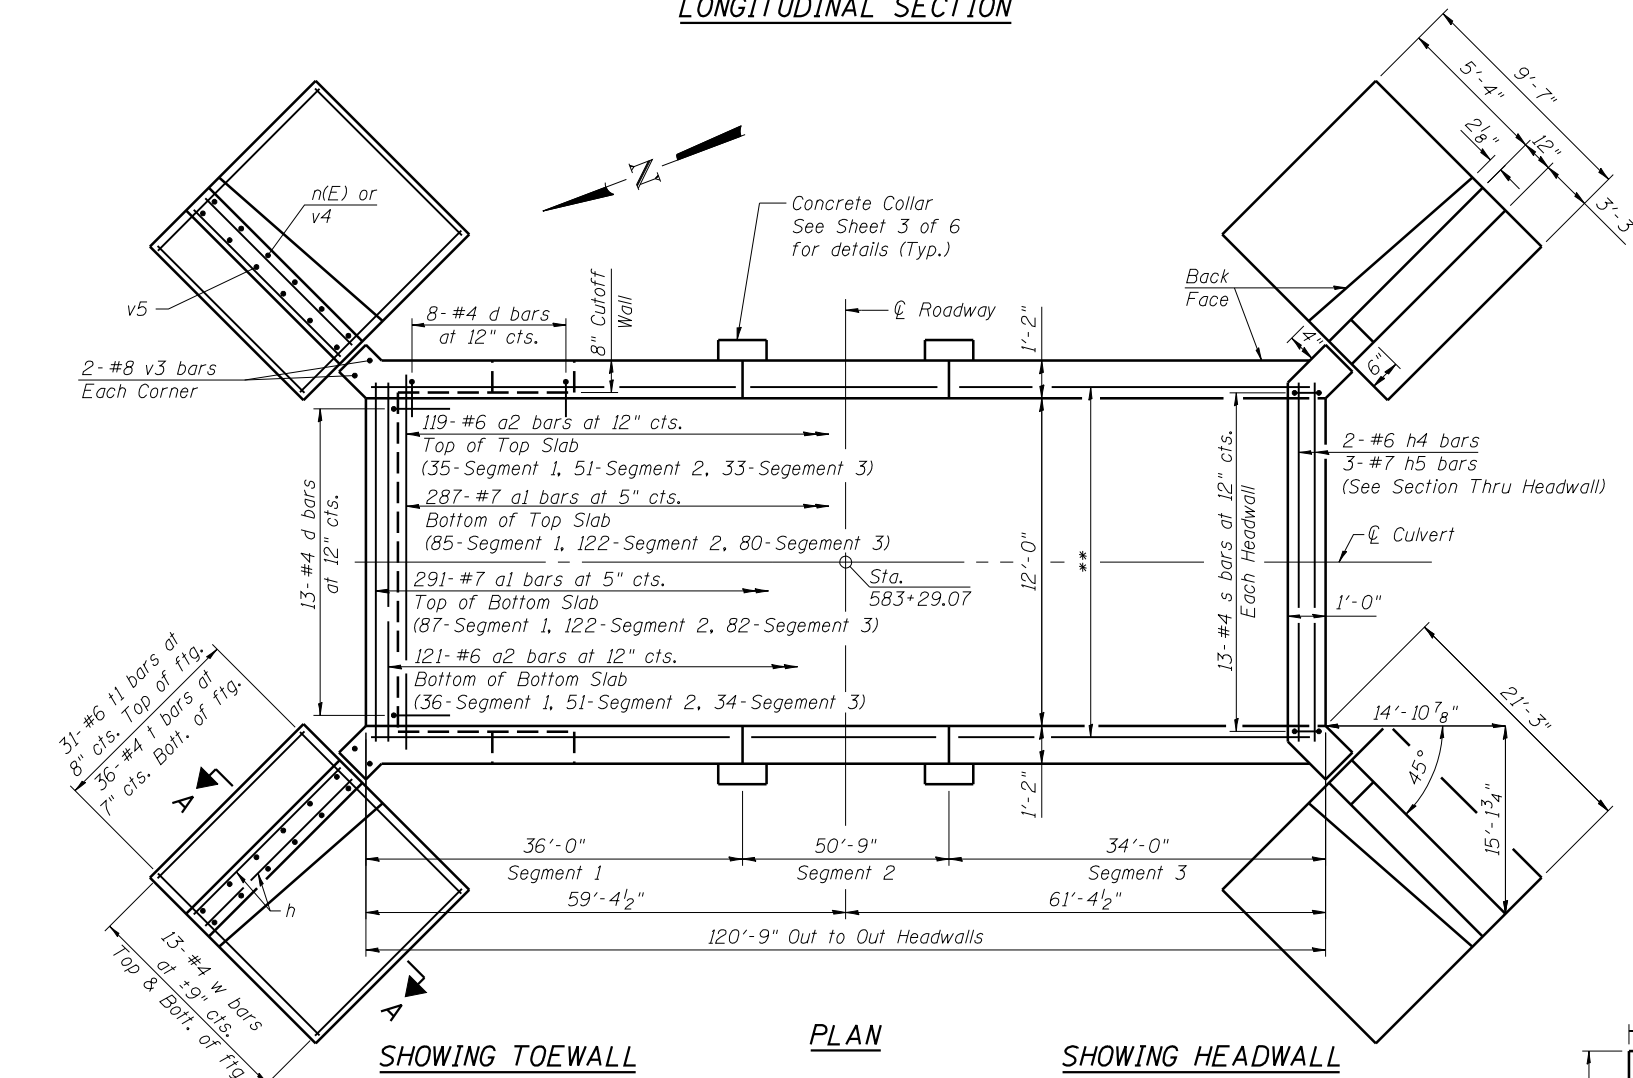 LONGITUDINAL SECTION
9'-7"
5'-4"
2⅛"
12"
3'-3
n(E) or
v4
N
Concrete Collar
See Sheet 3 of 6
for details (Typ.)
Back
Face
v5
8-#4 d bars
at 12" cts.
8" Cutoff
Wall
℄ Roadway
1'-2"
4"
6"
2-#8 v3 bars
Each Corner
119-#6 a2 bars at 12" cts.
Top of Top Slab
(35-Segment 1, 51-Segment 2, 33-Segement 3)
287-#7 a1 bars at 5" cts.
Bottom of Top Slab
(85-Segment 1, 122-Segment 2, 80-Segement 3)
291-#7 a1 bars at 5" cts.
Top of Bottom Slab
(87-Segment 1, 122-Segment 2, 82-Segement 3)
121-#6 a2 bars at 12" cts.
Bottom of Bottom Slab
(36-Segment 1, 51-Segment 2, 34-Segement 3)
13-#4 d bars
at 12" cts.
Sta.
583+29.07
12'-0"
**
13-#4 s bars at 12" cts.
Each Headwall
2-#6 h4 bars
3-#7 h5 bars
(See Section Thru Headwall)
℄ Culvert
1'-0"
31-#6 t1 bars at
8" cts. Top of ftg.
36-#4 t bars at
7" cts. Bott. of ftg.
A
A
h
13-#4 w bars
at ±9" cts.
Top & Bott. of ftg
1'-2"
14'-10⅞"
21'-3"
45°
15'-1¾"
36'-0"
Segment 1
50'-9"
Segment 2
34'-0"
Segment 3
59'-4½"
61'-4½"
120'-9" Out to Out Headwalls
PLAN
SHOWING TOEWALL
SHOWING HEADWALL